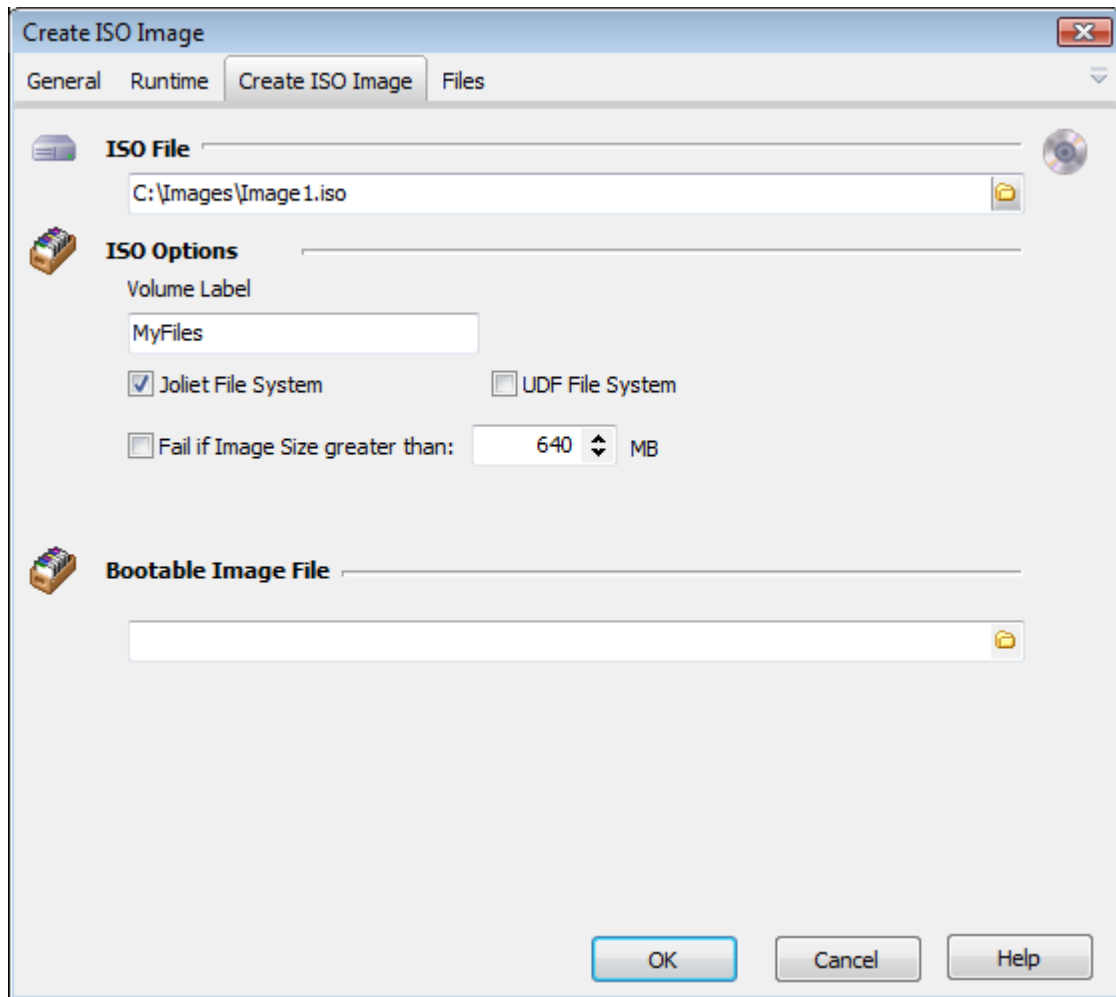 Create ISO Image
General Runtime Create ISO Image Files
ISO File
C:\Images\Image1.iso
ISO Options
Volume Label
MyFiles
Joliet File System UDF File System
Fail if Image Size greater than: 640 MB
Bootable Image File
OK Cancel Help